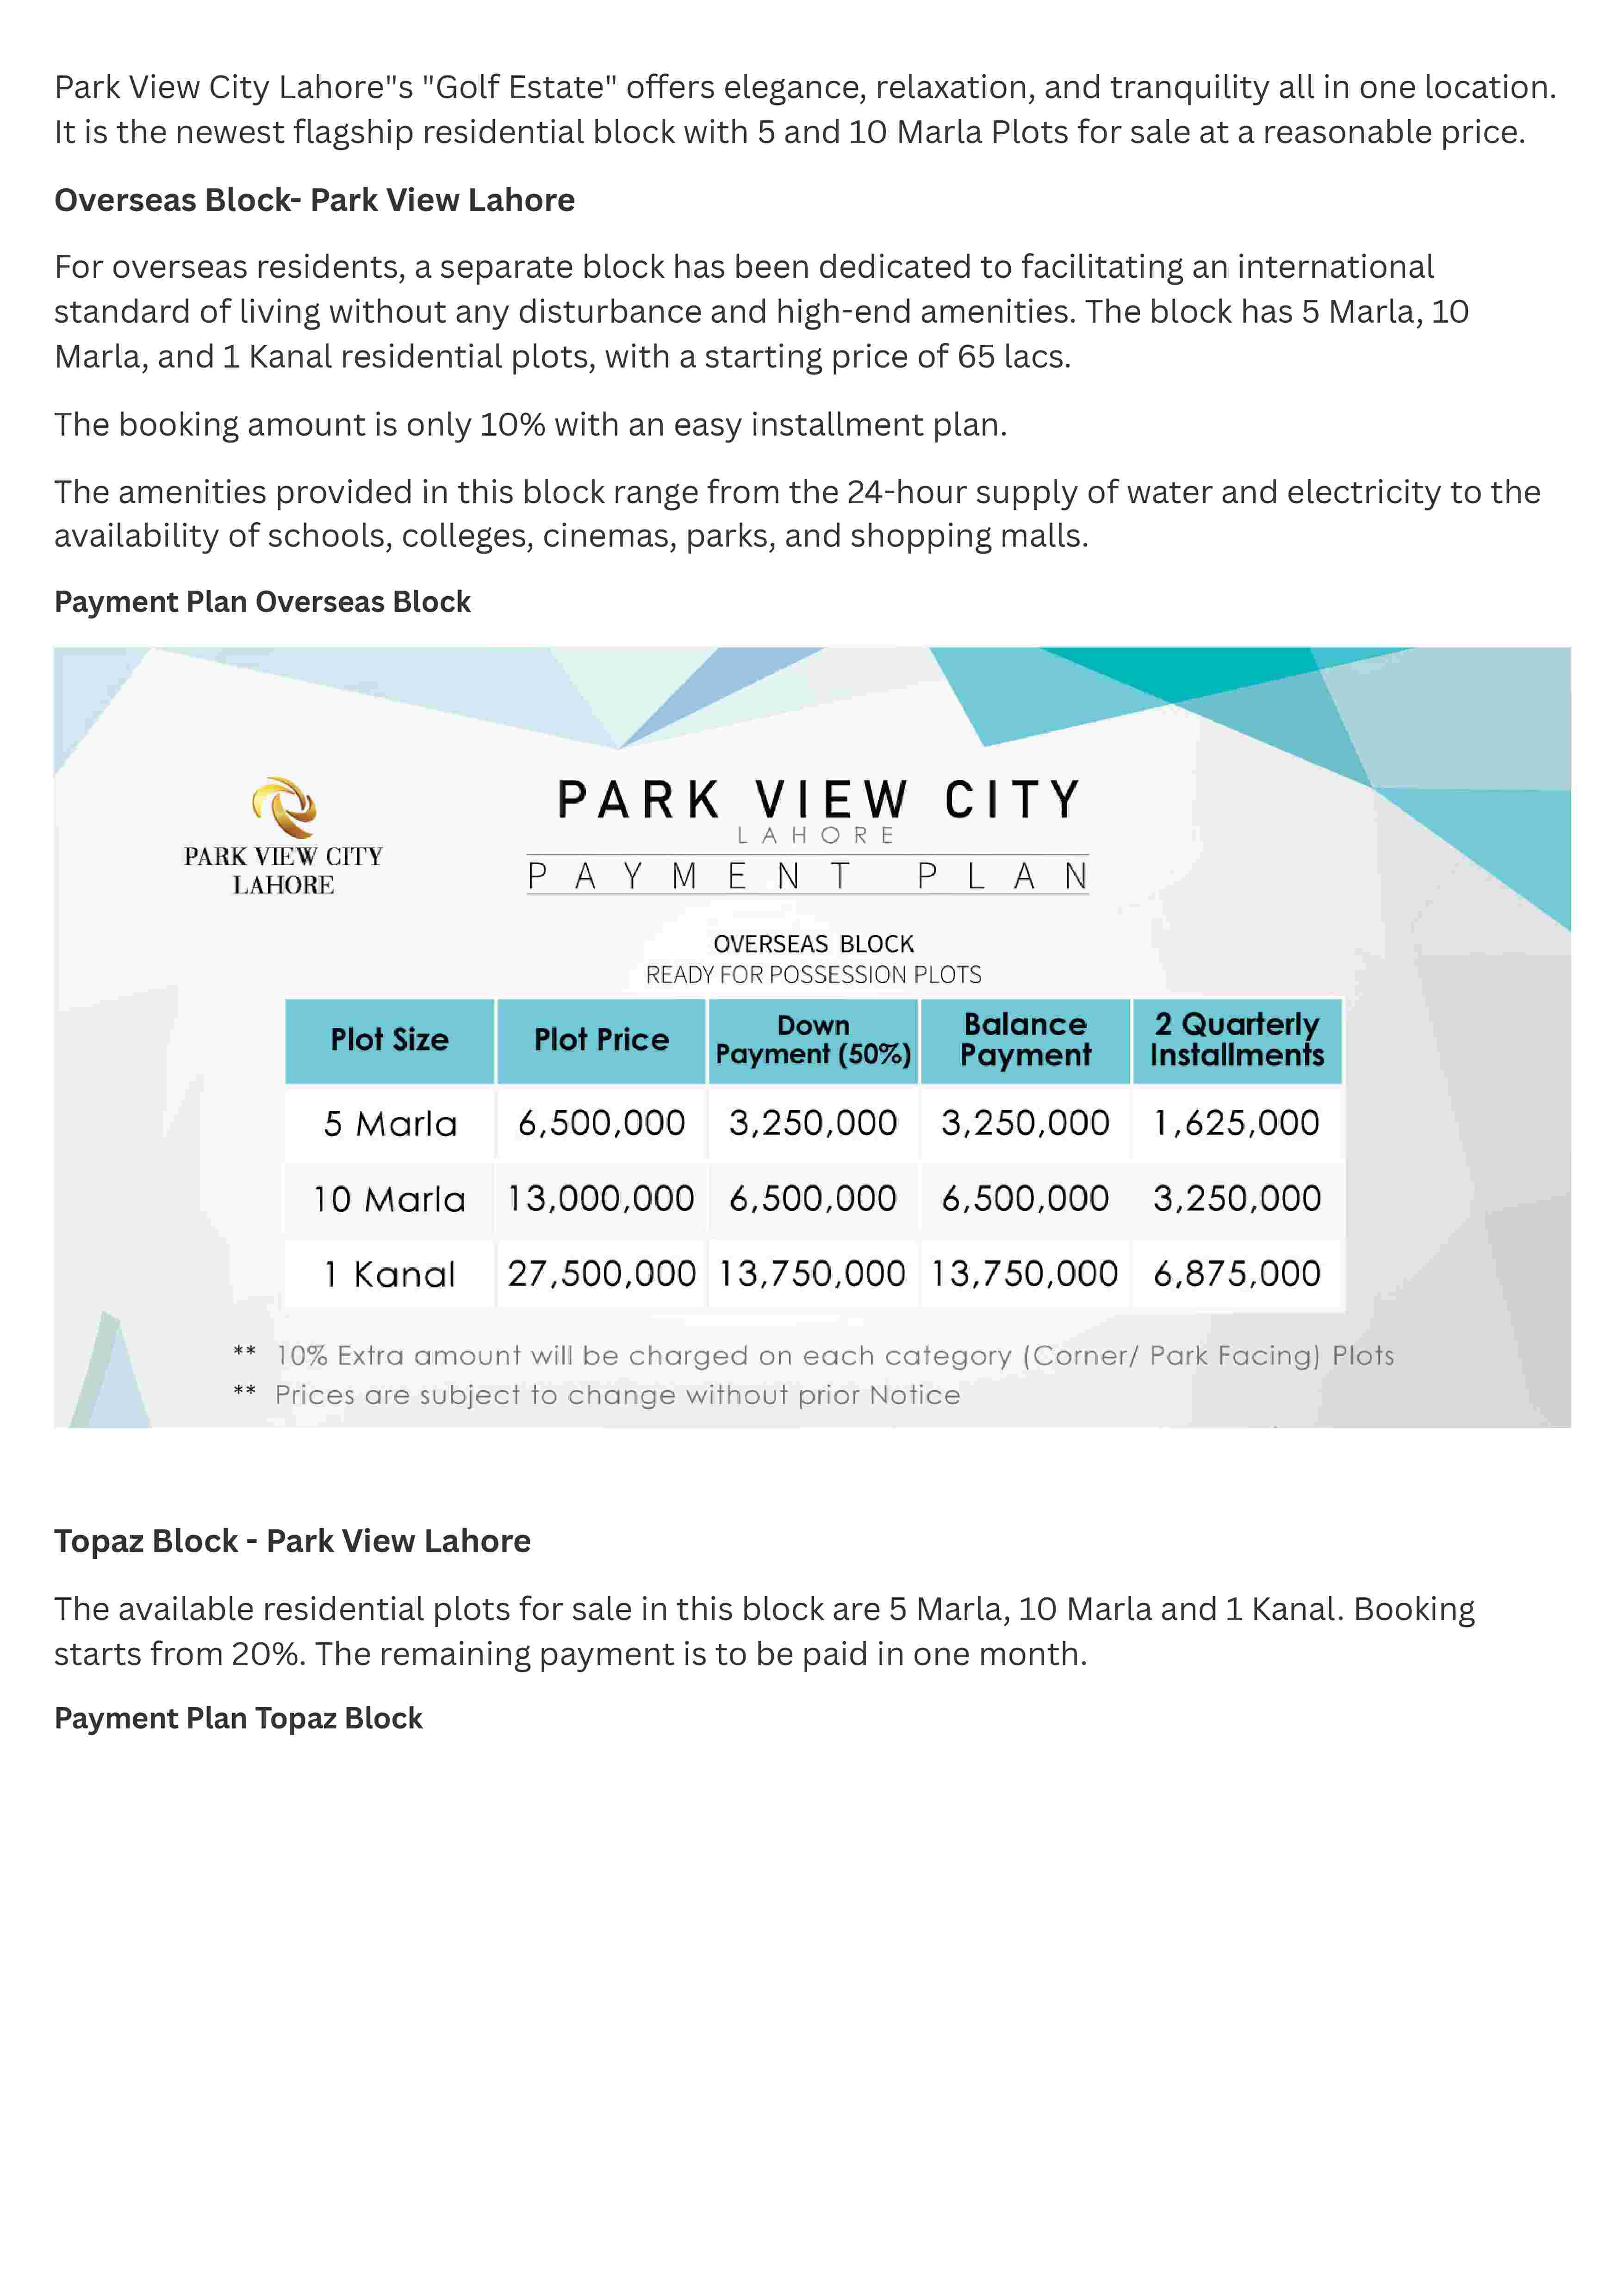 Park View City Lahore"s "Golf Estate" offers elegance, relaxation, and tranquility all in one location.
It is the newest flagship residential block with 5 and 10 Marla Plots for sale at a reasonable price.
Overseas Block- Park View Lahore
For overseas residents, a separate block has been dedicated to facilitating an international
standard of living without any disturbance and high-end amenities. The block has 5 Marla, 10
Marla, and 1 Kanal residential plots, with a starting price of 65 lacs.
The booking amount is only 10% with an easy installment plan.
The amenities provided in this block range from the 24-hour supply of water and electricity to the
availability of schools, colleges, cinemas, parks, and shopping malls.
Payment Plan Overseas Block
PARK VIEW CITY
LAHORE
PARK VIEW CITY
LAHORE
PAYMENT PLAN
OVERSEAS BLOCK
READY FOR POSSESSION PLOTS
Plot Size Plot Price Down Payment (50%) Balance Payment 2 Quarterly Installments
5 Marla 6,500,000 3,250,000 3,250,000 1,625,000
10 Marla 13,000,000 6,500,000 6,500,000 3,250,000
1 Kanal 27,500,000 13,750,000 13,750,000 6,875,000
** 10% Extra amount will be charged on each category (Corner/ Park Facing) Plots
** Prices are subject to change without prior Notice
Topaz Block - Park View Lahore
The available residential plots for sale in this block are 5 Marla, 10 Marla and 1 Kanal. Booking
starts from 20%. The remaining payment is to be paid in one month.
Payment Plan Topaz Block